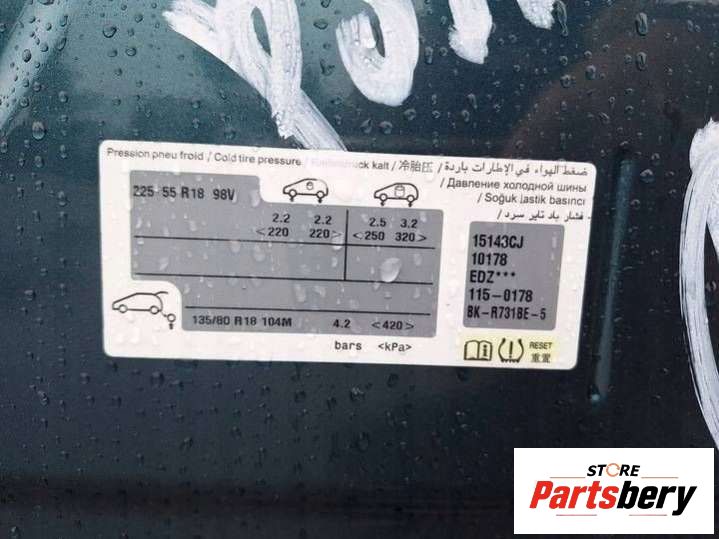 Pression pneu froid / Cold tire pressure / kalt / 冷胎压 / ضغط الهواء في الإطارات باردة
/ Давление холодной шины
/ Soğuk lastik basıncı
فشار باد تایر سرد /
225 55 R18 98V
2.2 2.2 2.5 3.2
<220 220> <250 320>
15143CJ
10178
EDZ***
115-0178
BK-R731BE-5
135/80 R18 104M 4.2 <420>
bars <kPa>
RESET
重置
STORE
Partsbery